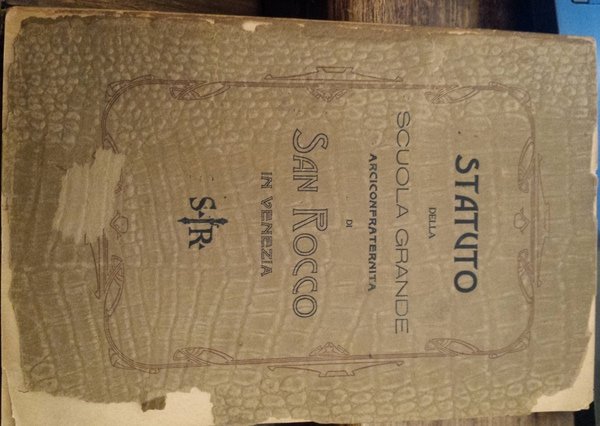 STATUTO
DELLA
SCUOLA GRANDE
ARCICONFRATERNITA
DI
SAN ROCCO
IN VENEZIA
S R